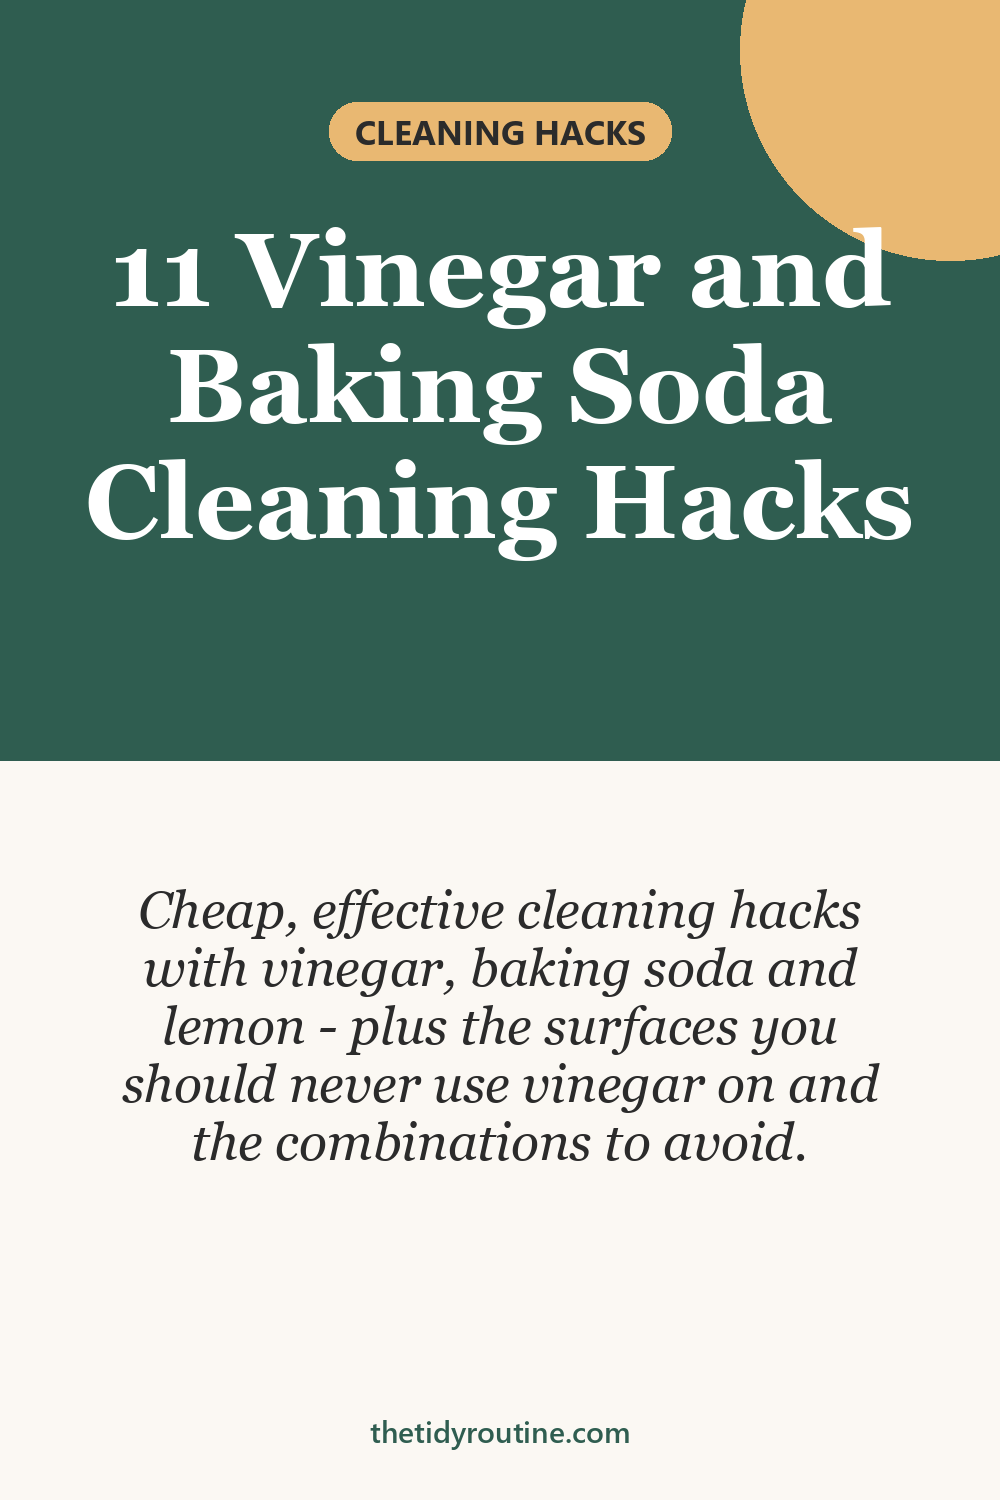 CLEANING HACKS
11 Vinegar and
Baking Soda
Cleaning Hacks
Cheap, effective cleaning hacks
with vinegar, baking soda and
lemon - plus the surfaces you
should never use vinegar on and
the combinations to avoid.
thetidyroutine.com